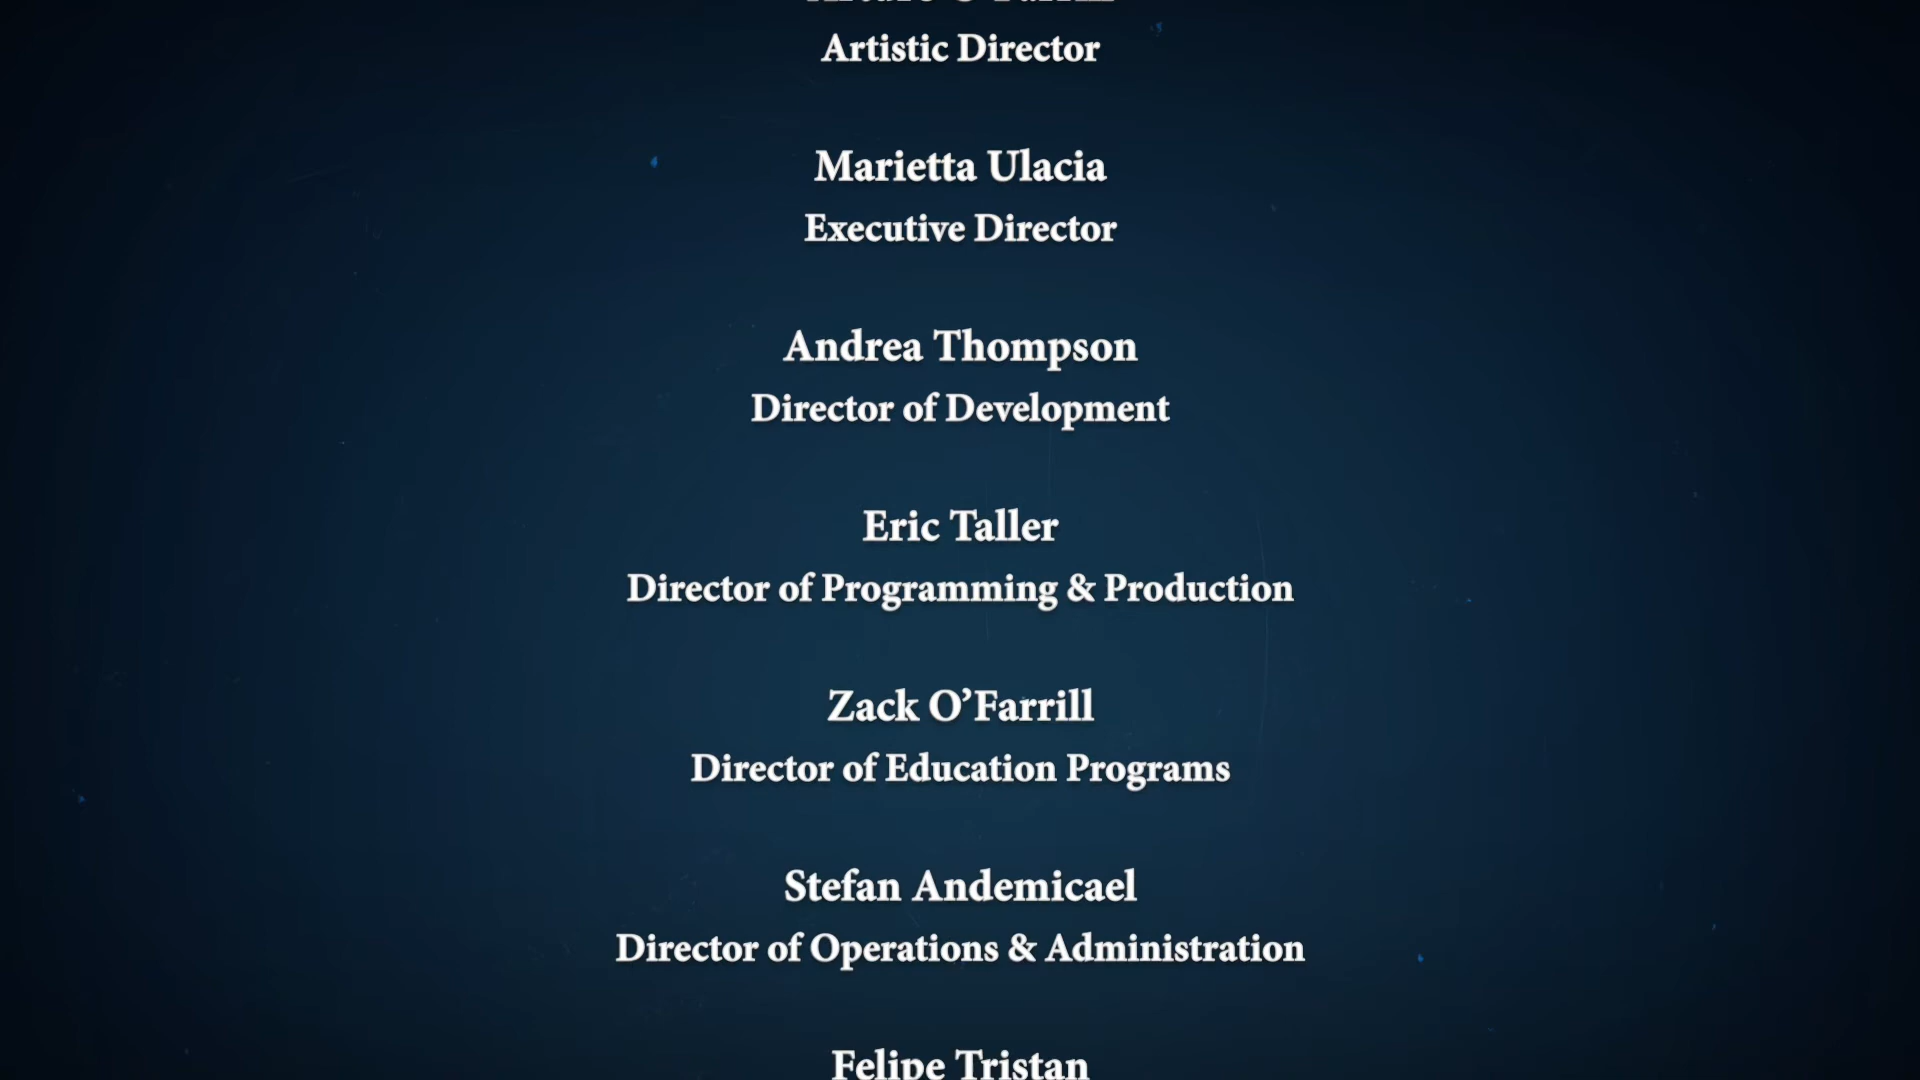 Artistic Director
Marietta Ulacia
Executive Director
Andrea Thompson
Director of Development
Eric Taller
Director of Programming & Production
Zack O’Farrill
Director of Education Programs
Stefan Andemicael
Director of Operations & Administration
Felipe Tristan